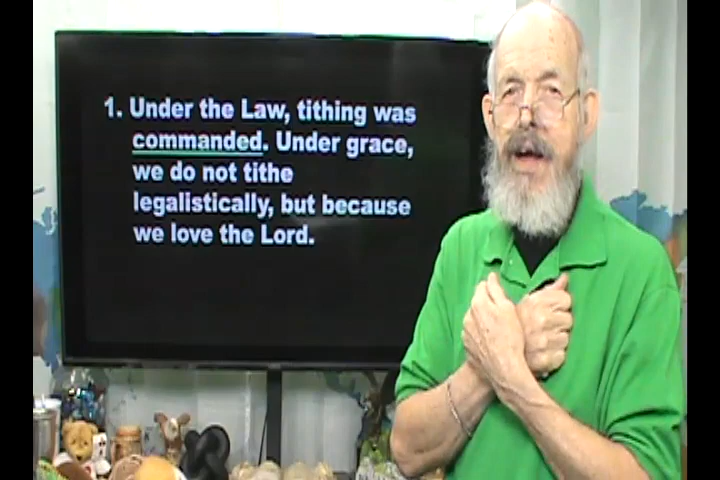 1. Under the Law, tithing was
commanded. Under grace,
we do not tithe
legalistically, but because
we love the Lord.